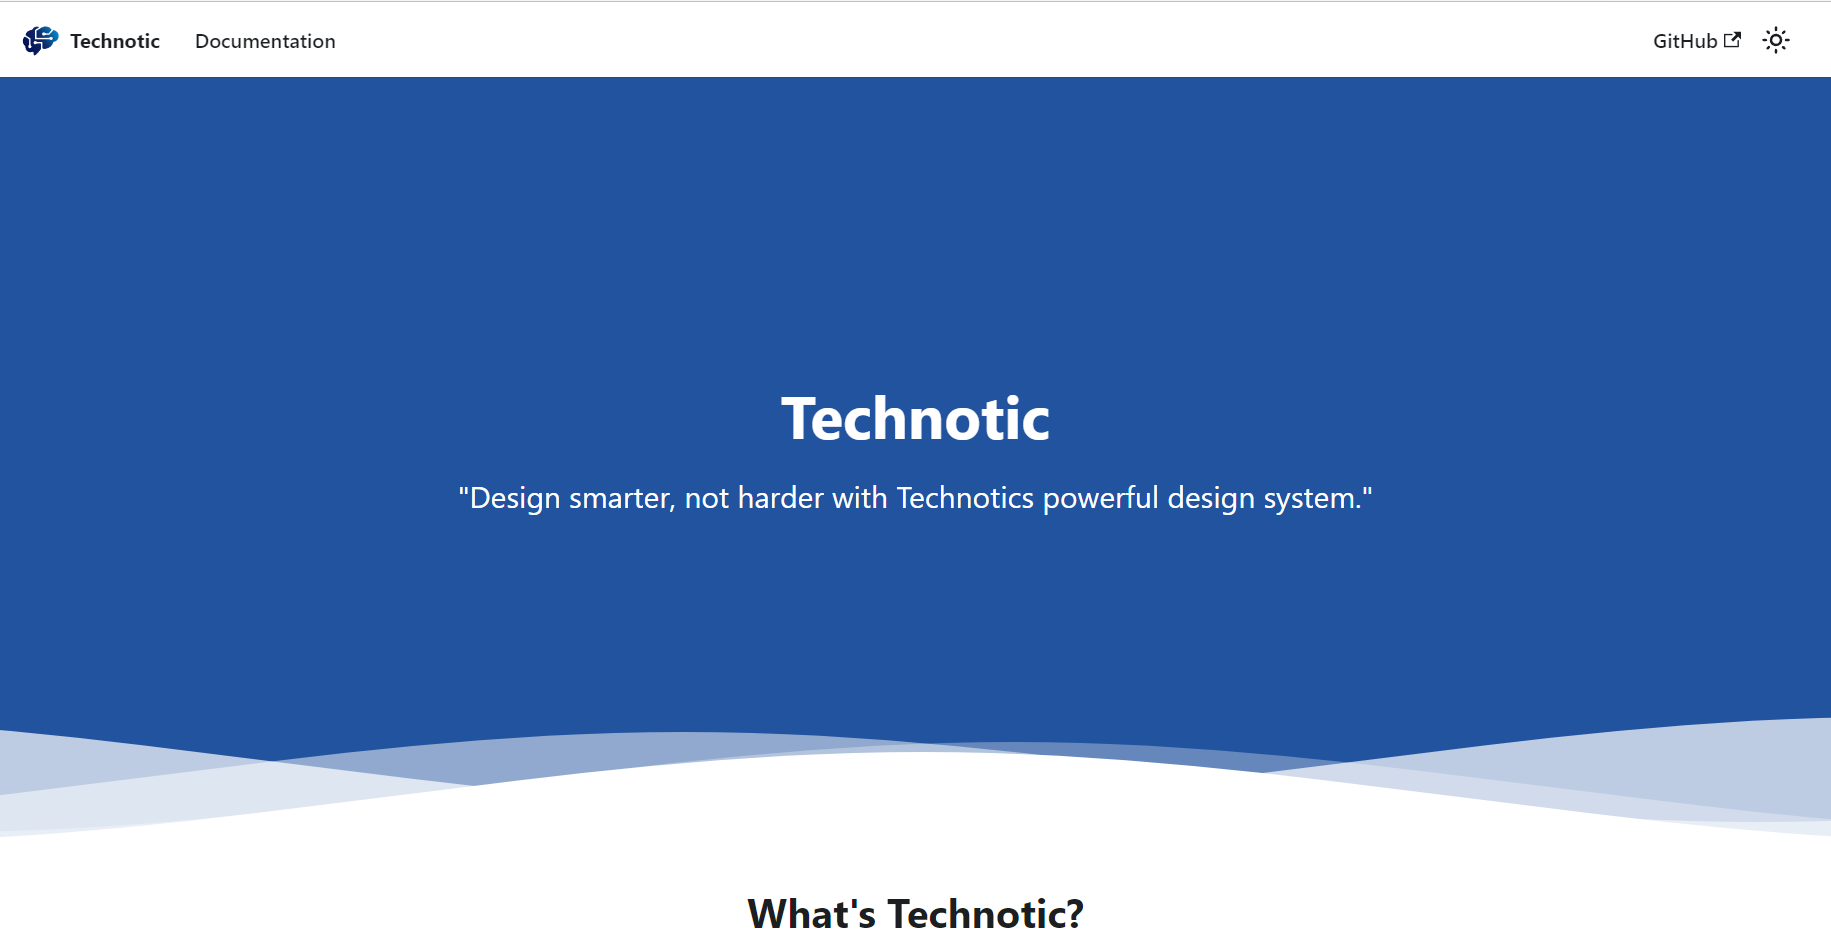 Technotic Documentation GitHub
Technotic
"Design smarter, not harder with Technotics powerful design system."
What's Technotic?